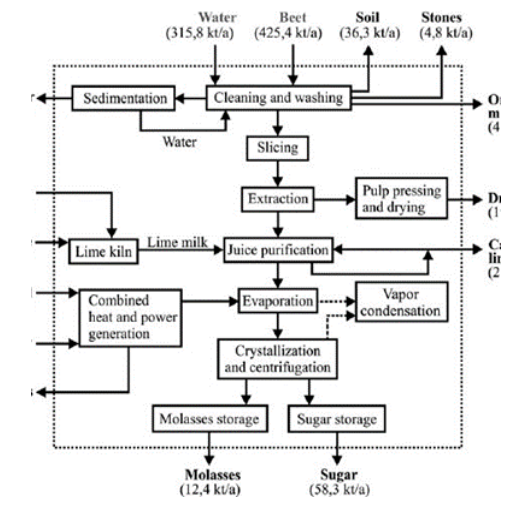 Water
(315,8 kt/a)
Beet
(425,4 kt/a)
Soil
(36,3 kt/a)
Stones
(4,8 kt/a)
Sedimentation
Cleaning and washing
Water
Slicing
Extraction
Pulp pressing
and drying
Lime kiln
Lime milk
Juice purification
Combined
heat and power
generation
Evaporation
Vapor
condensation
Crystallization
and centrifugation
Molasses storage
Sugar storage
Molasses
(12,4 kt/a)
Sugar
(58,3 kt/a)